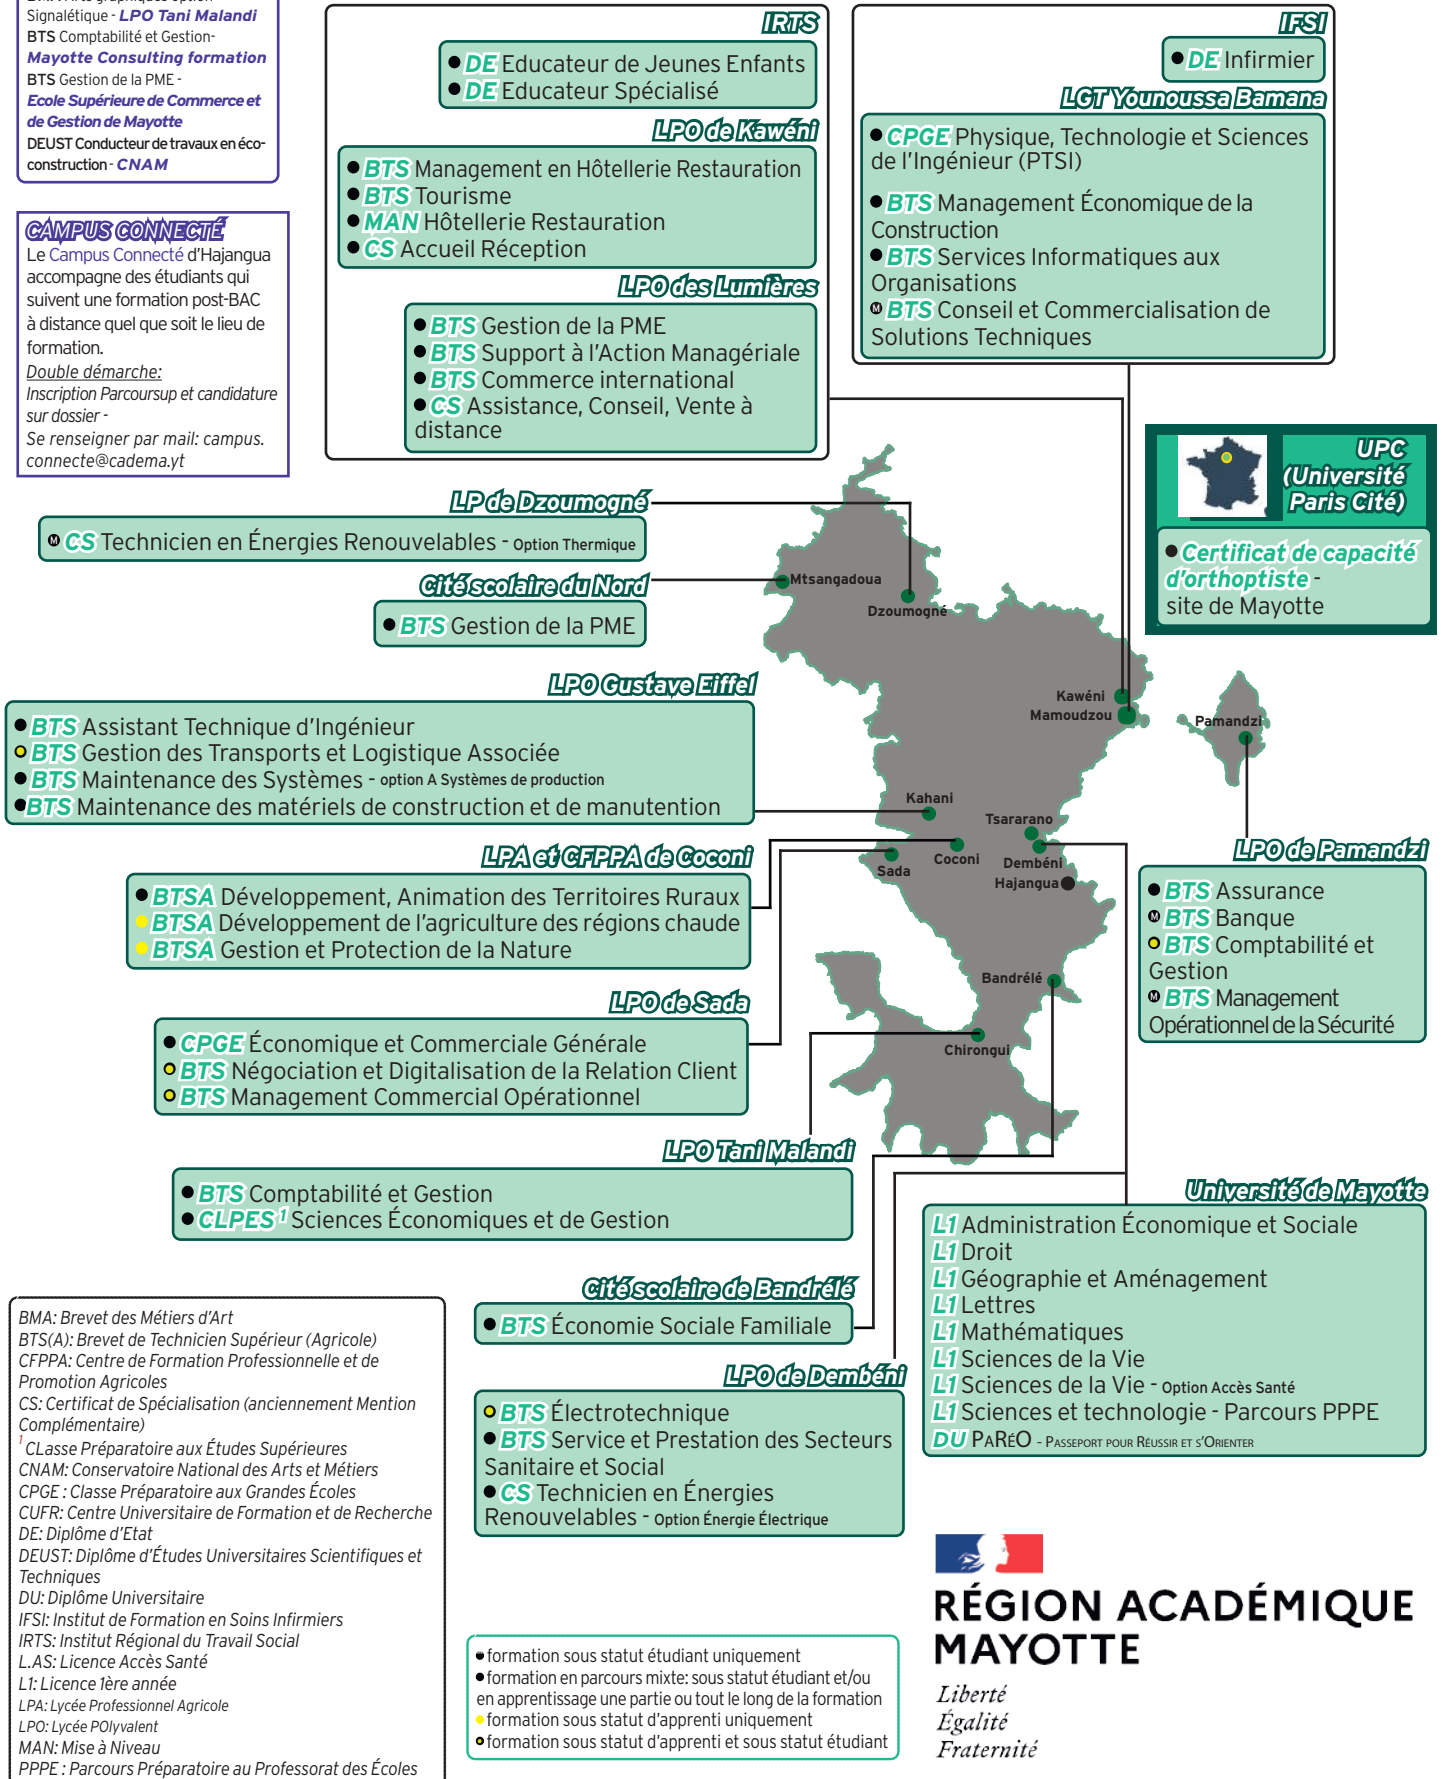 Signalétique - LPO Tani Malandi
BTS Comptabilité et Gestion-
Mayotte Consulting formation
BTS Gestion de la PME -
Ecole Supérieure de Commerce et
de Gestion de Mayotte
DEUST Conducteur de travaux en éco-
construction - CNAM
CAMPUS CONNECTÉ
Le Campus Connecté d'Hajangua
accompagne des étudiants qui
suivent une formation post-BAC
à distance quel que soit le lieu de
formation.
Double démarche:
Inscription Parcoursup et candidature
sur dossier -
Se renseigner par mail: campus.
connecte@cadema.yt
IRTS
DE Educateur de Jeunes Enfants
DE Educateur Spécialisé
LPO de Kawéni
BTS Management en Hôtellerie Restauration
BTS Tourisme
MAN Hôtellerie Restauration
CS Accueil Réception
LPO des Lumières
BTS Gestion de la PME
BTS Support à l'Action Managériale
BTS Commerce international
CS Assistance, Conseil, Vente à
distance
IFSI
DE Infirmier
LGT Younoussa Bamana
CPGE Physique, Technologie et Sciences
de l'Ingénieur (PTSI)
BTS Management Économique de la
Construction
BTS Services Informatiques aux
Organisations
M BTS Conseil et Commercialisation de
Solutions Techniques
UPC
(Université
Paris Cité)
Certificat de capacité
d'orthoptiste -
site de Mayotte
LP de Dzoumogné
M CS Technicien en Énergies Renouvelables - Option Thermique
Cité scolaire du Nord
BTS Gestion de la PME
LPO Gustave Eiffel
BTS Assistant Technique d'Ingénieur
BTS Gestion des Transports et Logistique Associée
BTS Maintenance des Systèmes - option A Systèmes de production
BTS Maintenance des matériels de construction et de manutention
LPA et CFPPA de Coconi
BTSA Développement, Animation des Territoires Ruraux
BTSA Développement de l'agriculture des régions chaude
BTSA Gestion et Protection de la Nature
LPO de Sada
CPGE Économique et Commerciale Générale
BTS Négociation et Digitalisation de la Relation Client
BTS Management Commercial Opérationnel
LPO Tani Malandi
BTS Comptabilité et Gestion
CLPES 1 Sciences Économiques et de Gestion
Mtsangadoua
Dzoumogné
Kawéni
Mamoudzou
Pamandzi
Kahani
Tsararano
Coconi
Dembéni
Sada
Hajangua
Bandrélé
Chirongui
LPO de Pamandzi
BTS Assurance
M BTS Banque
BTS Comptabilité et
Gestion
M BTS Management
Opérationnel de la Sécurité
Cité scolaire de Bandrélé
BTS Économie Sociale Familiale
LPO de Dembéni
BTS Électrotechnique
BTS Service et Prestation des Secteurs
Sanitaire et Social
CS Technicien en Énergies
Renouvelables - Option Énergie Électrique
Université de Mayotte
L1 Administration Économique et Sociale
L1 Droit
L1 Géographie et Aménagement
L1 Lettres
L1 Mathématiques
L1 Sciences de la Vie
L1 Sciences de la Vie - Option Accès Santé
L1 Sciences et technologie - Parcours PPPE
DU PARÉO - PASSEPORT POUR RÉUSSIR ET S'ORIENTER
BMA: Brevet des Métiers d'Art
BTS(A): Brevet de Technicien Supérieur (Agricole)
CFPPA: Centre de Formation Professionnelle et de
Promotion Agricoles
CS: Certificat de Spécialisation (anciennement Mention
Complémentaire)
1 CLasse Préparatoire aux Études Supérieures
CNAM: Conservatoire National des Arts et Métiers
CPGE : Classe Préparatoire aux Grandes Écoles
CUFR: Centre Universitaire de Formation et de Recherche
DE: Diplôme d'Etat
DEUST: Diplôme d'Études Universitaires Scientifiques et
Techniques
DU: Diplôme Universitaire
IFSI: Institut de Formation en Soins Infirmiers
IRTS: Institut Régional du Travail Social
L.AS: Licence Accès Santé
L1: Licence 1ère année
LPA: Lycée Professionnel Agricole
LPO: Lycée POlyvalent
MAN: Mise à Niveau
PPPE : Parcours Préparatoire au Professorat des Écoles
formation sous statut étudiant uniquement
formation en parcours mixte: sous statut étudiant et/ou
en apprentissage une partie ou tout le long de la formation
formation sous statut d'apprenti uniquement
formation sous statut d'apprenti et sous statut étudiant
RÉGION ACADÉMIQUE
MAYOTTE
Liberté
Égalité
Fraternité